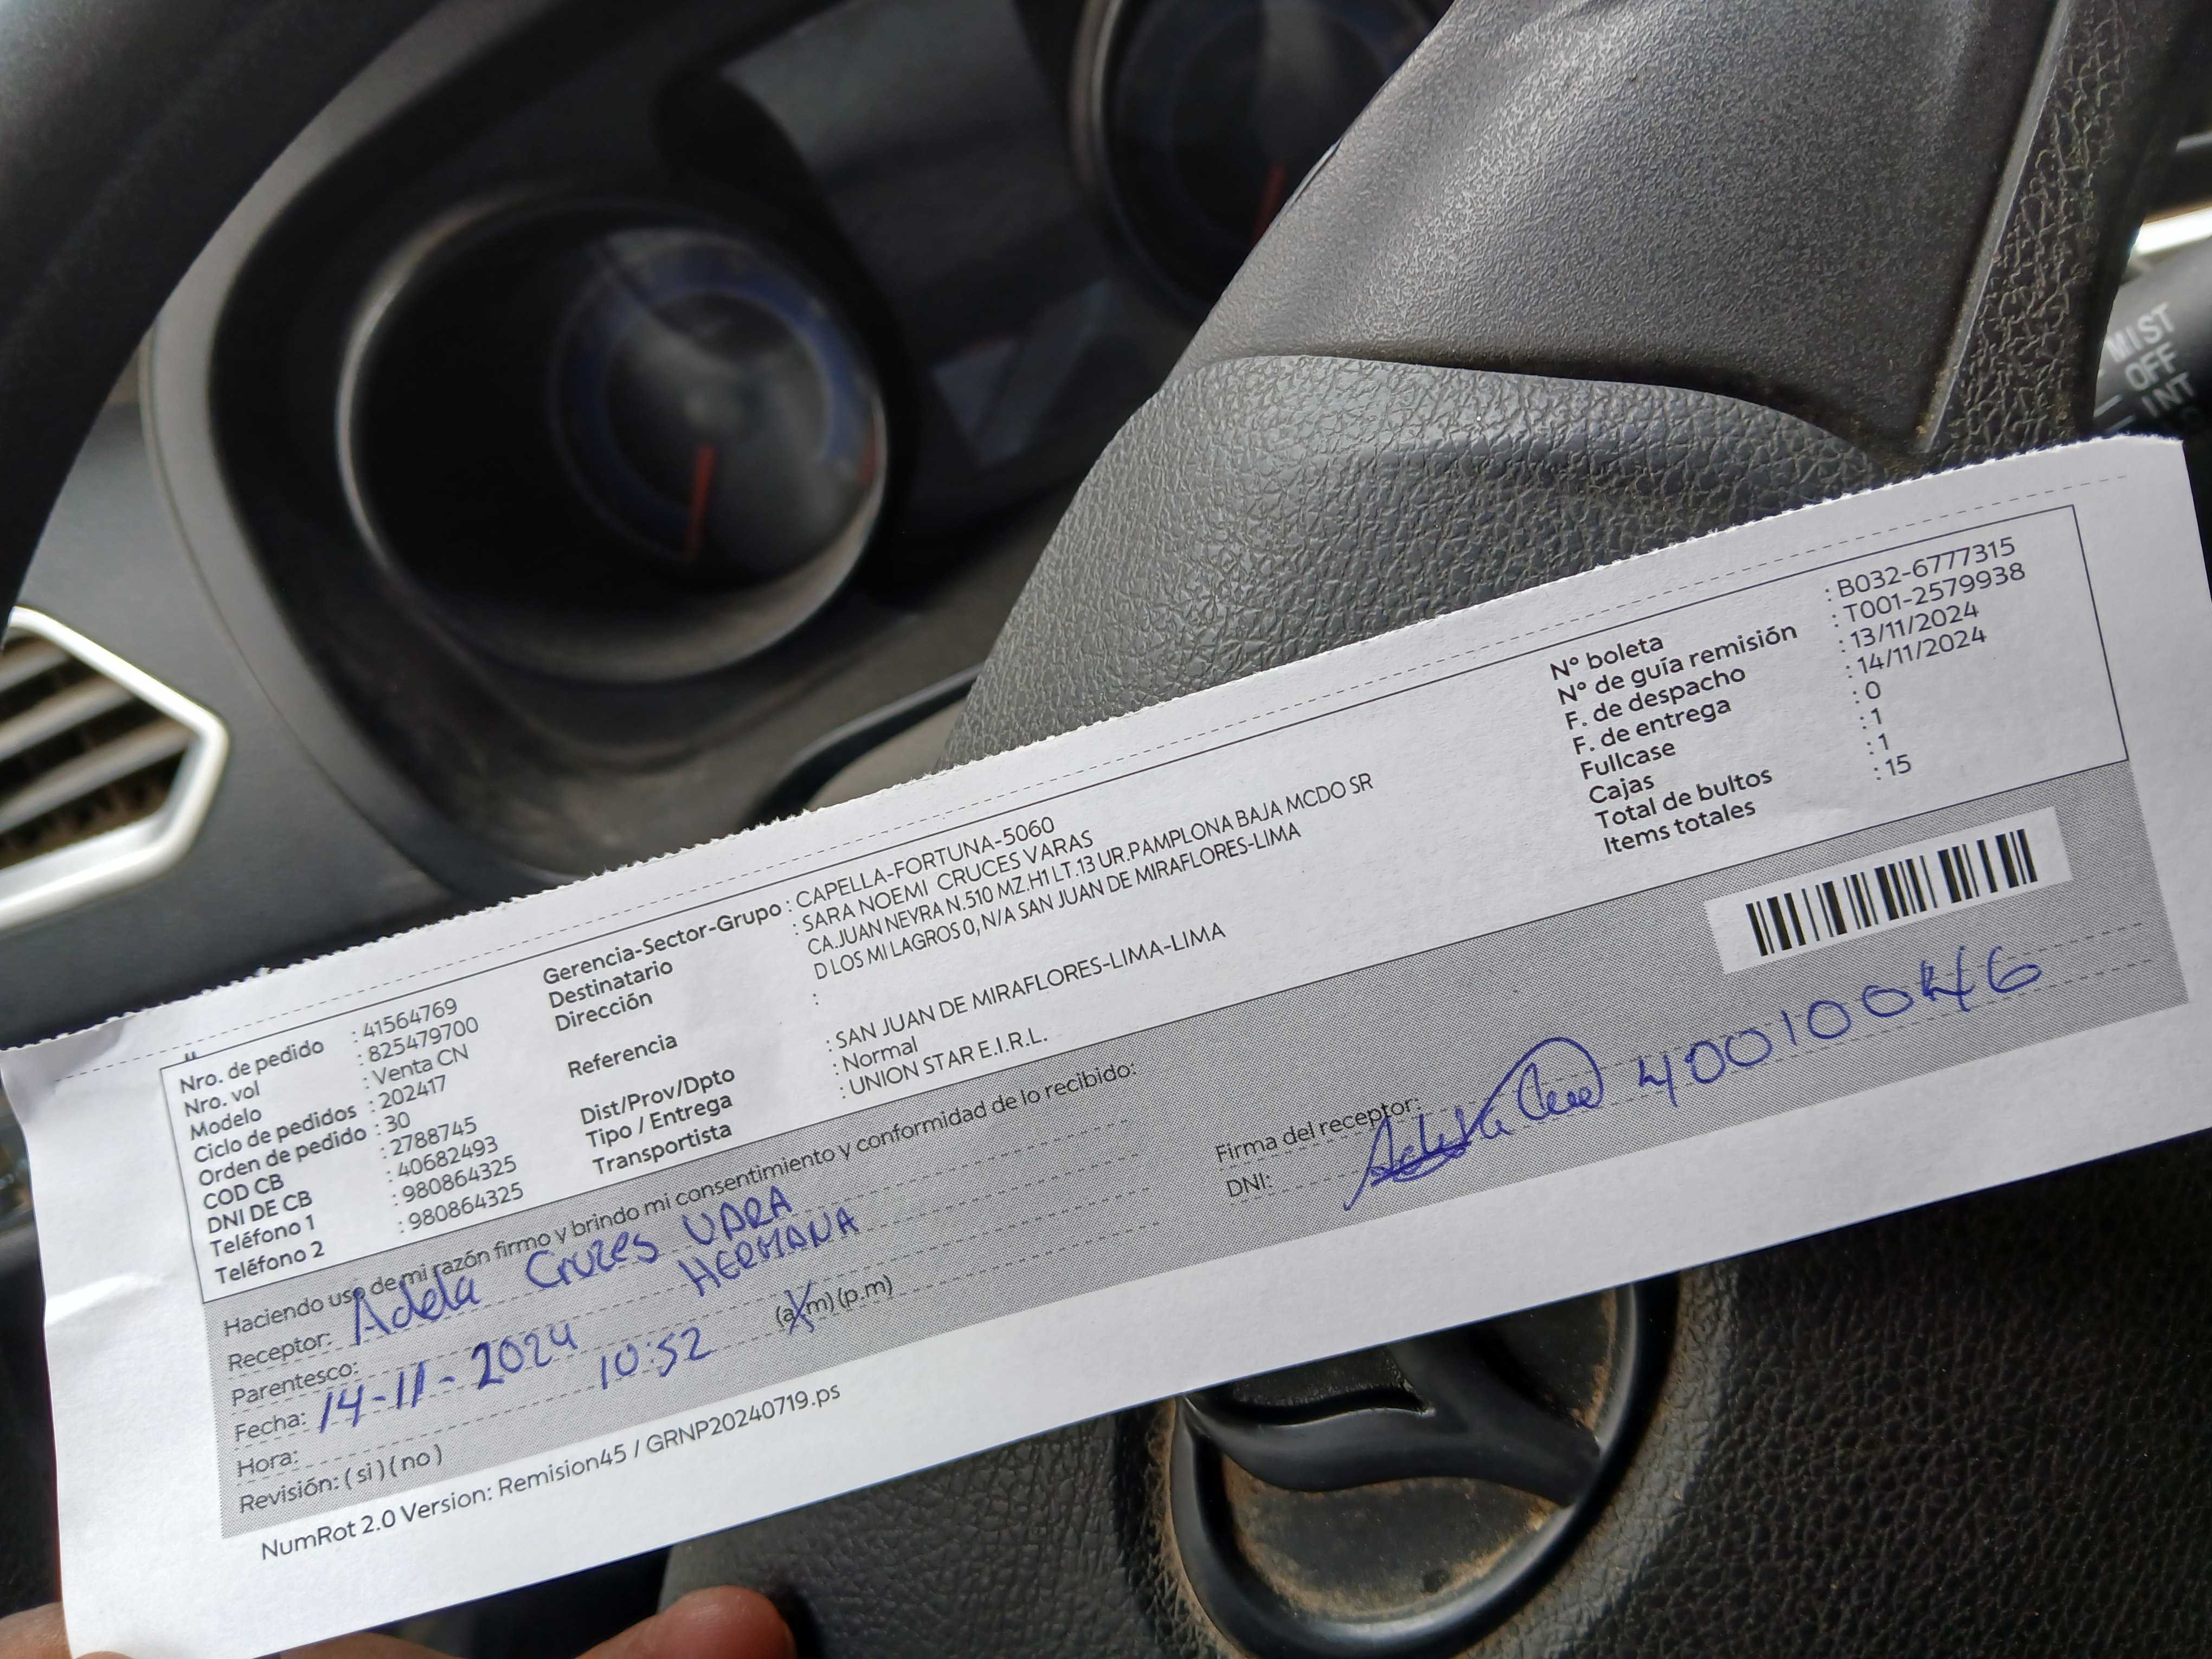 MIST
OFF
INT
Nro. de pedido : 41564769
Nro. vol : 825479700
Modelo : Venta CN
Ciclo de pedidos : 202417
Orden de pedido : 30
COD CB : 2788745
DNI DE CB : 40682493
Teléfono 1 : 980864325
Teléfono 2 : 980864325
Gerencia-Sector-Grupo : CAPELLA-FORTUNA-5060
Destinatario : SARA NOEMI CRUCES VARAS
Dirección CA.JUAN NEYRA N.510 MZ.H1 LT.13 UR.PAMPLONA BAJA MCDO SR
D LOS MILAGROS 0, N/A SAN JUAN DE MIRAFLORES-LIMA
Referencia :
Dist/Prov/Dpto : SAN JUAN DE MIRAFLORES-LIMA-LIMA
Tipo / Entrega : Normal
Transportista : UNION STAR E.I.R.L.
N° boleta : B032-6777315
N° de guía remisión : T001-2579938
F. de despacho : 13/11/2024
F. de entrega : 14/11/2024
Fullcase : 0
Cajas : 1
Total de bultos : 1
Items totales : 15
Haciendo uso de mi razón firmo y brindo mi consentimiento y conformidad de lo recibido:
Receptor: Adela Cruzes VARA
Parentesco: HERMANA
Fecha: 14-11-2024
Hora: 10:52 (a.m) (p.m)
Revisión: ( si ) ( no )
Firma del receptor:
DNI: 400100046
NumRot 2.0 Version: Remision45 / GRNP20240719.ps